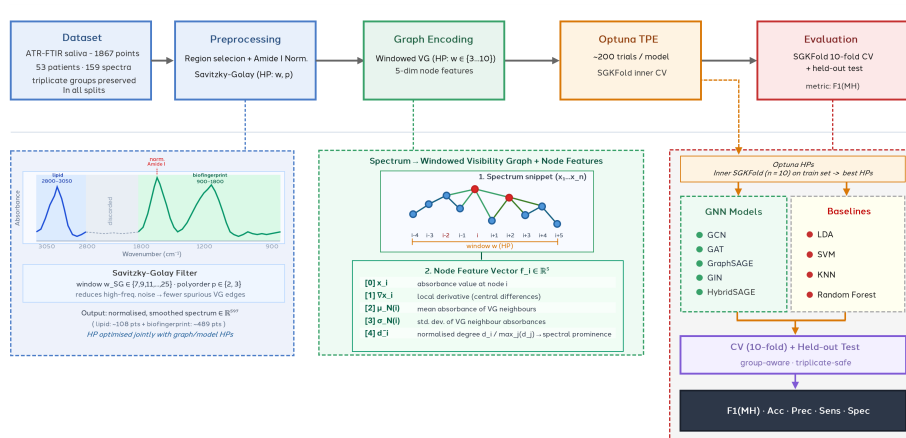 Dataset
ATR-FTIR saliva - 1867 points
53 patients · 159 spectra
triplicate groups preserved
In all splits
Preprocessing
Region selecion + Amide I Norm.
Savitzky-Golay (HP: w, p)
Graph Encoding
Windowed VG (HP: w ∈ {3...10})
5-dim node features
Optuna TPE
~200 trials / model
SGKFold inner CV
Evaluation
SGKFold 10-fold CV
+ held-out test
metric: F1(MH)
norm.
Amide I
lipid
2800-3050
biofingerprint
900-1800
discarded
Absorbance
3050
2800
1800
1200
900
Wavenumber (cm⁻¹)
Savitzky-Golay Filter
window w_SG ∈ {7,9,11,...,25} · polyorder p ∈ {2, 3}
reduces high-freq. noise → fewer spurious VG edges
Output: normalised, smoothed spectrum ∈ ℝ
HP optimised jointly with graph/model HPs
Spectrum → Windowed Visibility Graph + Node Features
1. Spectrum snippet (x₁...x_n)
i-4 i-3 i-2 i-1 i i+1 i+2 i+3 i+4 i+5
window w (HP)
2. Node Feature Vector f_i ∈ ℝ⁵
[0] x_i absorbance value at node i
[1] ∇x_i local derivative (central differences)
[2] μ_N(i) mean absorbance of VG neighbours
[3] σ_N(i) std. dev. of VG neighbour absorbances
[4] d̃_i normalised degree d_i / max_j(d_j) → spectral prominence
Optuna HPs
Inner SGKFold (n = 10) on train set -> best HPs
GNN Models
GCN
GAT
GraphSAGE
GIN
HybridSAGE
Baselines
LDA
SVM
KNN
Random Forest
CV (10-fold) + Held-out Test
group-aware · triplicate-safe
F1(MH) · Acc · Prec · Sens · Spec